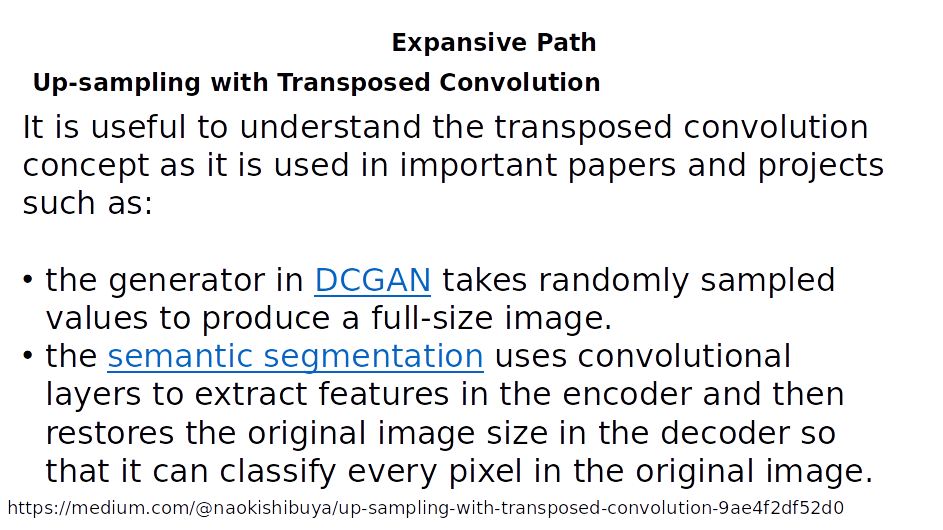 Expansive Path
Up-sampling with Transposed Convolution
It is useful to understand the transposed convolution
concept as it is used in important papers and projects
such as:
• the generator in DCGAN takes randomly sampled
values to produce a full-size image.
• the semantic segmentation uses convolutional
layers to extract features in the encoder and then
restores the original image size in the decoder so
that it can classify every pixel in the original image.
https://medium.com/@naokishibuya/up-sampling-with-transposed-convolution-9ae4f2df52d0